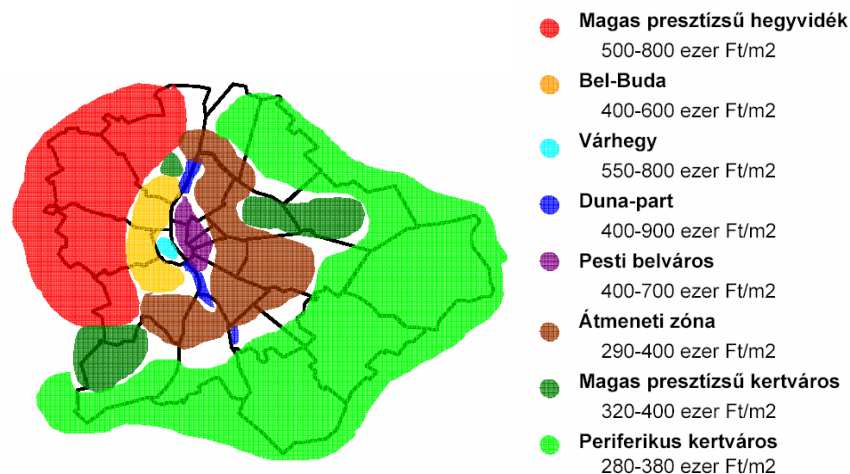 Magas presztízsű hegyvidék
500-800 ezer Ft/m2
Bel-Buda
400-600 ezer Ft/m2
Várhegy
550-800 ezer Ft/m2
Duna-part
400-900 ezer Ft/m2
Pesti belváros
400-700 ezer Ft/m2
Átmeneti zóna
290-400 ezer Ft/m2
Magas presztízsű kertváros
320-400 ezer Ft/m2
Periferikus kertváros
280-380 ezer Ft/m2